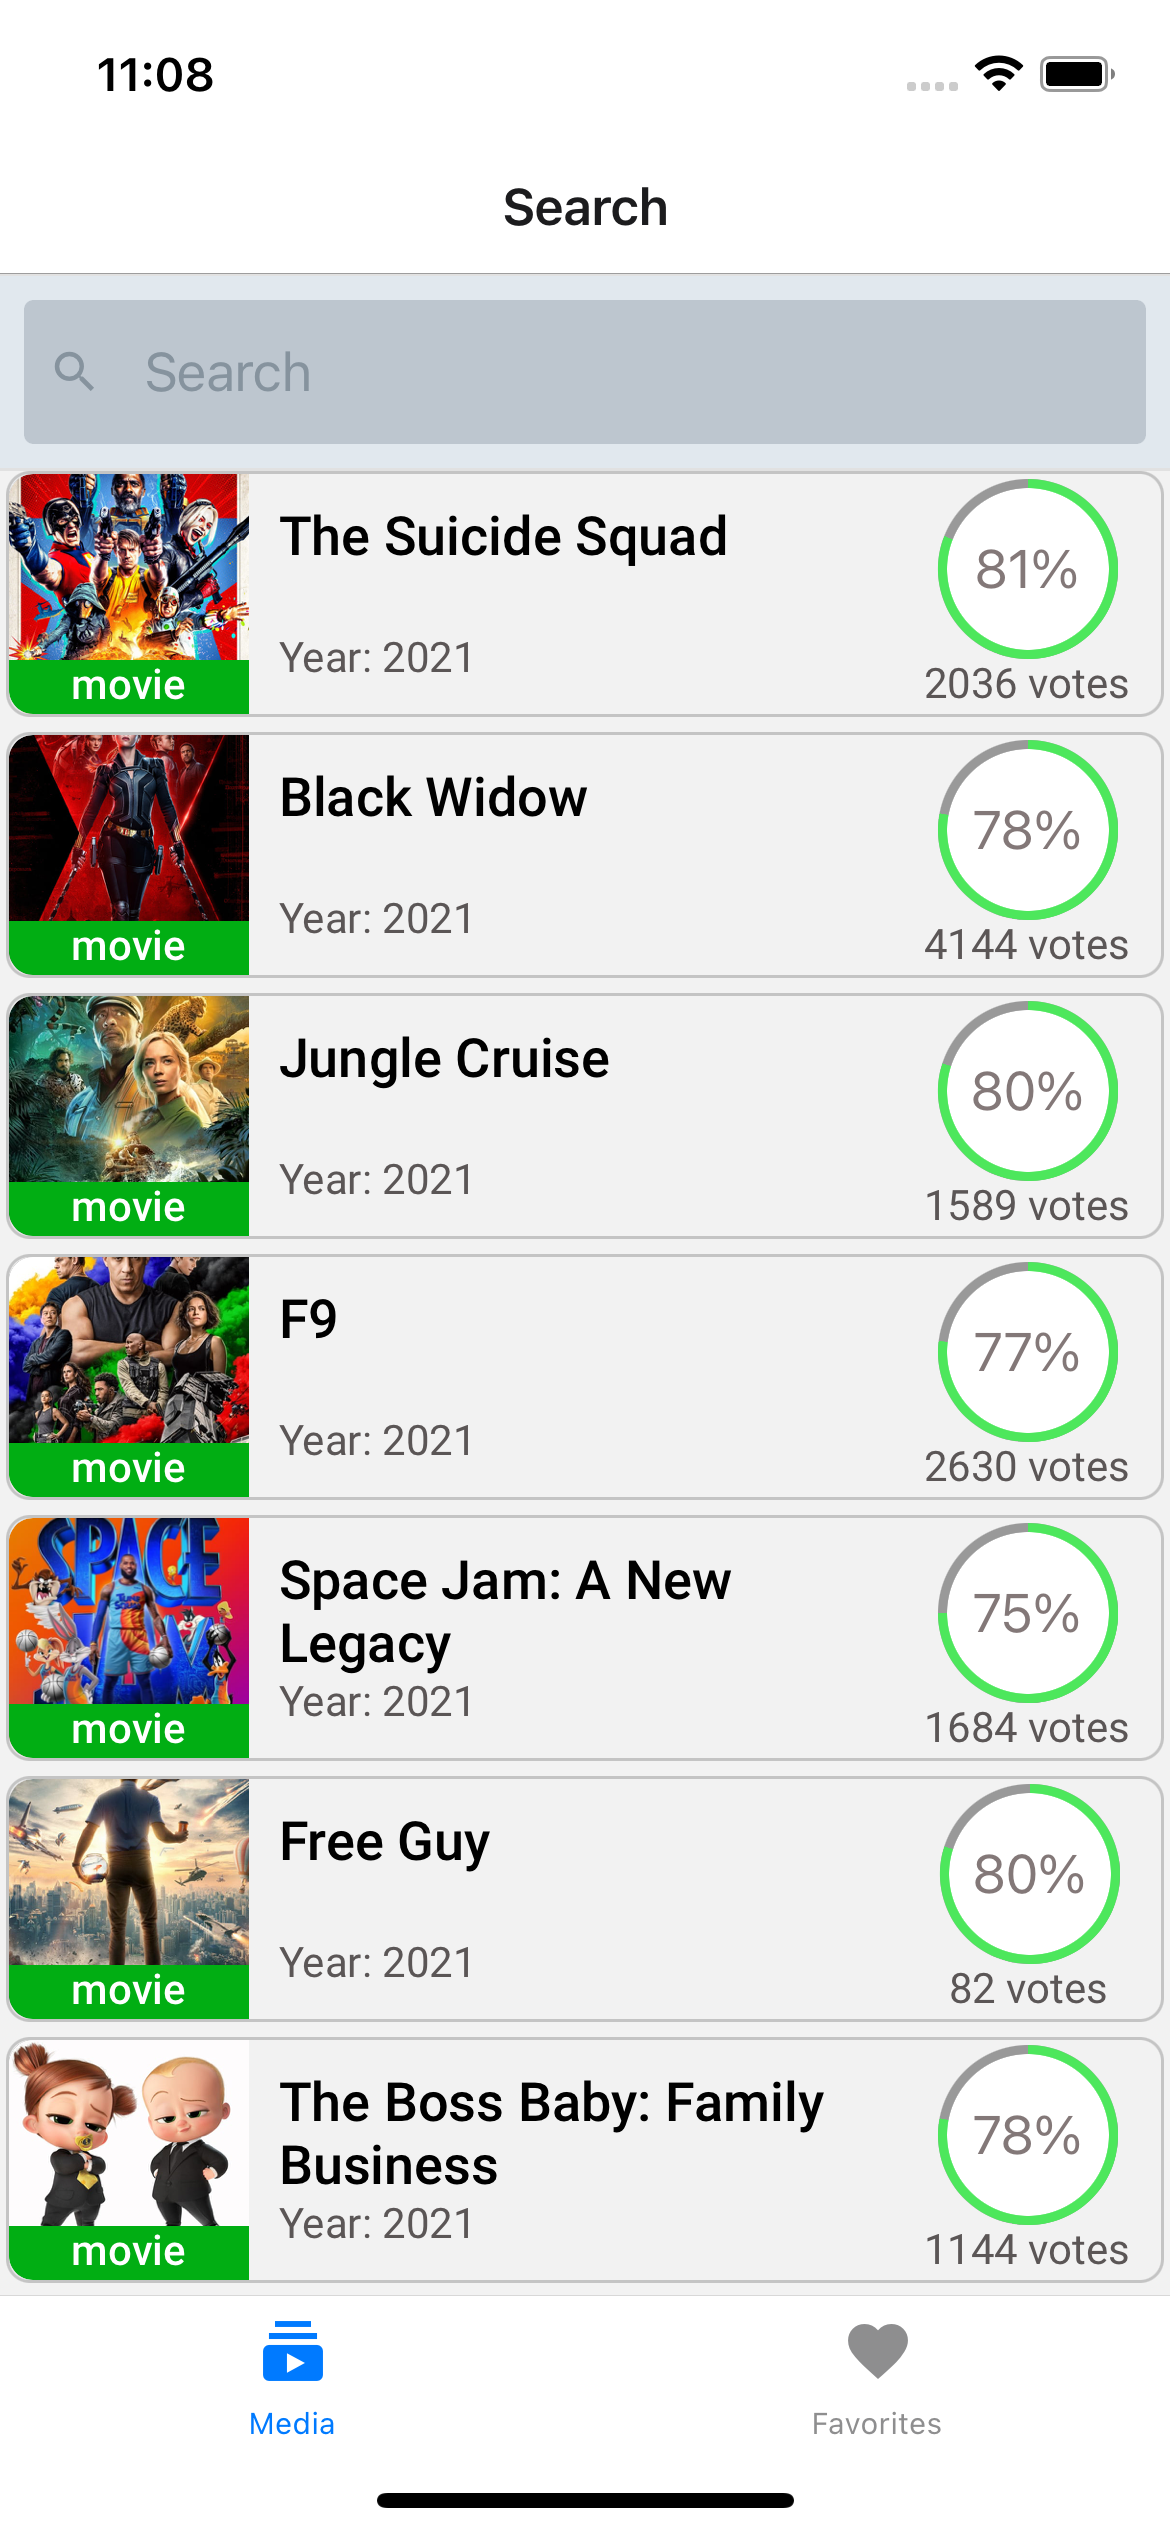 11:08
Search
Search
The Suicide Squad
81%
Year: 2021
2036 votes
movie
Black Widow
78%
Year: 2021
4144 votes
movie
Jungle Cruise
80%
Year: 2021
1589 votes
movie
F9
77%
Year: 2021
2630 votes
movie
SPACE
JAM
TUNE
SQUAD
Space Jam: A New
Legacy
75%
Year: 2021
1684 votes
movie
Free Guy
80%
Year: 2021
82 votes
movie
The Boss Baby: Family
Business
78%
Year: 2021
1144 votes
movie
Media
Favorites